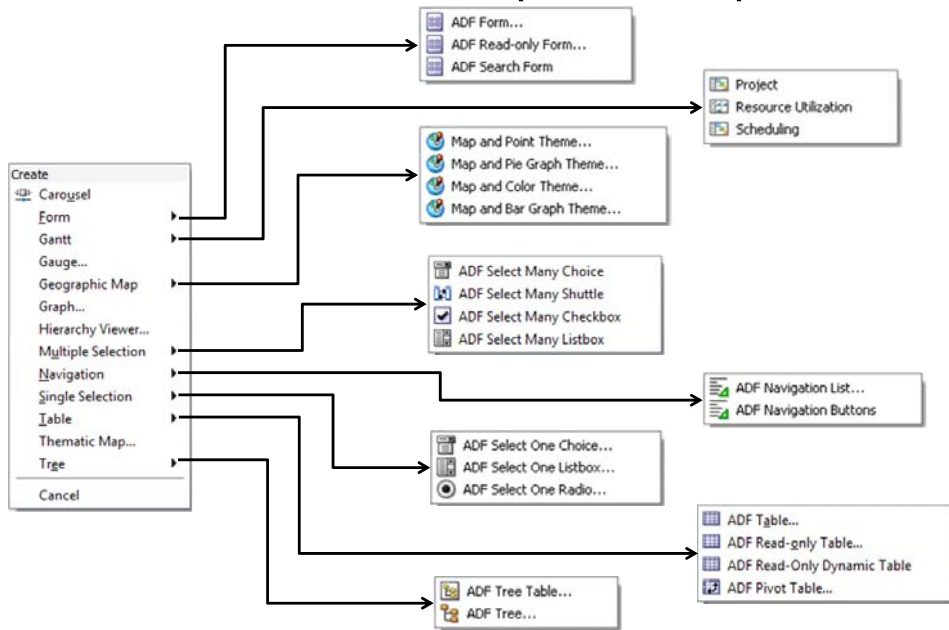 Create
Carousel
Form
Gantt
Gauge...
Geographic Map
Graph...
Hierarchy Viewer...
Multiple Selection
Navigation
Single Selection
Table
Thematic Map...
Tree
Cancel
ADF Form...
ADF Read-only Form...
ADF Search Form
Project
Resource Utilization
Scheduling
Map and Point Theme...
Map and Pie Graph Theme...
Map and Color Theme...
Map and Bar Graph Theme...
ADF Select Many Choice
ADF Select Many Shuttle
ADF Select Many Checkbox
ADF Select Many Listbox
ADF Navigation List...
ADF Navigation Buttons
ADF Select One Choice...
ADF Select One Listbox...
ADF Select One Radio...
ADF Table...
ADF Read-only Table...
ADF Read-Only Dynamic Table
ADF Pivot Table...
ADF Tree Table...
ADF Tree...